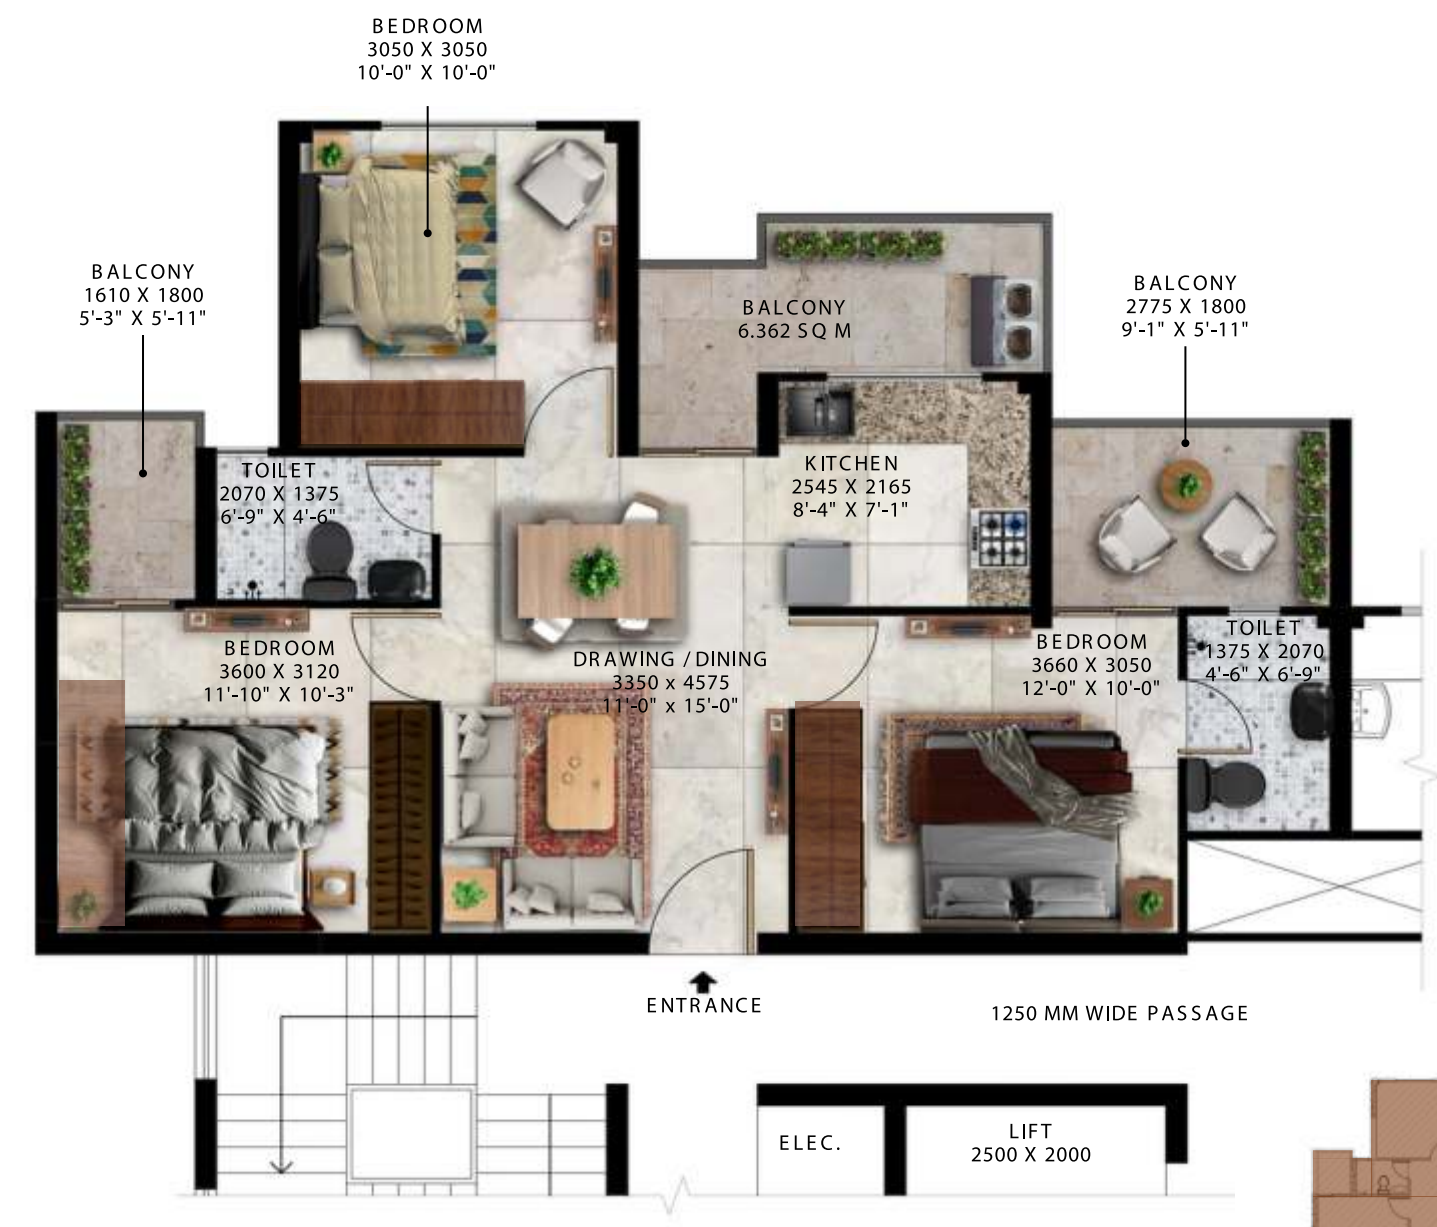 BEDROOM
3050 X 3050
10'-0" X 10'-0"
BALCONY
1610 X 1800
5'-3" X 5'-11"
BALCONY
6.362 SQ M
BALCONY
2775 X 1800
9'-1" X 5'-11"
TOILET
2070 X 1375
6'-9" X 4'-6"
KITCHEN
2545 X 2165
8'-4" X 7'-1"
BEDROOM
3600 X 3120
11'-10" X 10'-3"
DRAWING /DINING
3350 x 4575
11'-0" x 15'-0"
BEDROOM
3660 X 3050
12'-0" X 10'-0"
TOILET
1375 X 2070
4'-6" X 6'-9"
ENTRANCE
1250 MM WIDE PASSAGE
ELEC.
LIFT
2500 X 2000